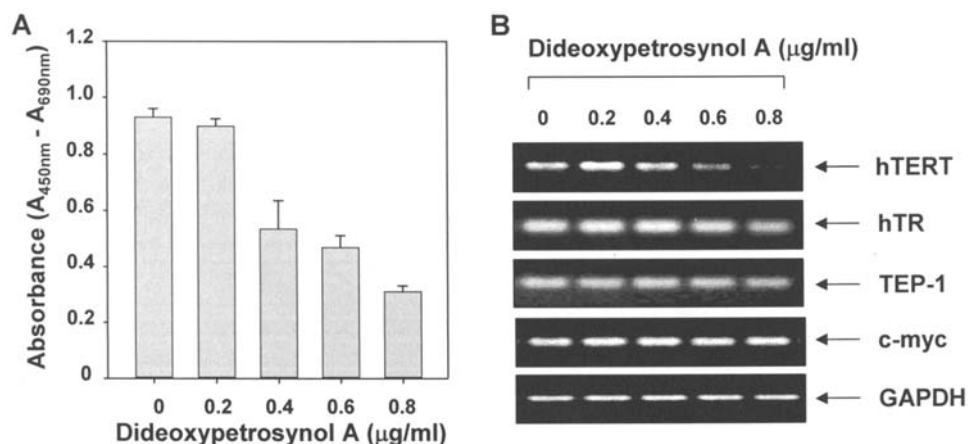 A
Absorbance (A450nm - A690nm)
1.2
1.0
0.8
0.6
0.4
0.2
0
0 0.2 0.4 0.6 0.8
Dideoxypetrosynol A (μg/ml)
B
Dideoxypetrosynol A (μg/ml)
0 0.2 0.4 0.6 0.8
hTERT
hTR
TEP-1
c-myc
GAPDH